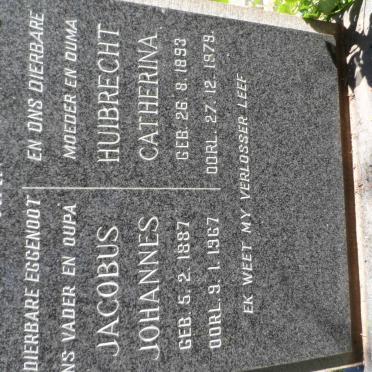 DIERBARE EGGENOOT
NS VADER EN OUPA
JACOBUS
JOHANNES
GEB. 5. 2. 1887
OORL. 9. 1. 1967
EN ONS DIERBARE
MOEDER EN OUMA
HUIBRECHT
CATHERINA
GEB. 26. 8. 1893
OORL. 27. 12. 1979.
EK WEET MY VERLOSSER LEEF